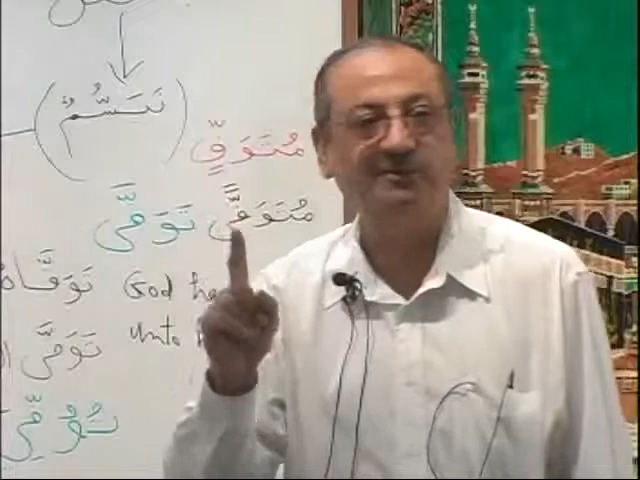 (تَبَسُّمٌ)
مُتَوَفٍّ
مُتَوَفًّى تَوَفَّى
God تَوَفَّاهُ
unto تَوَفَّى
تُوُفِّيَ